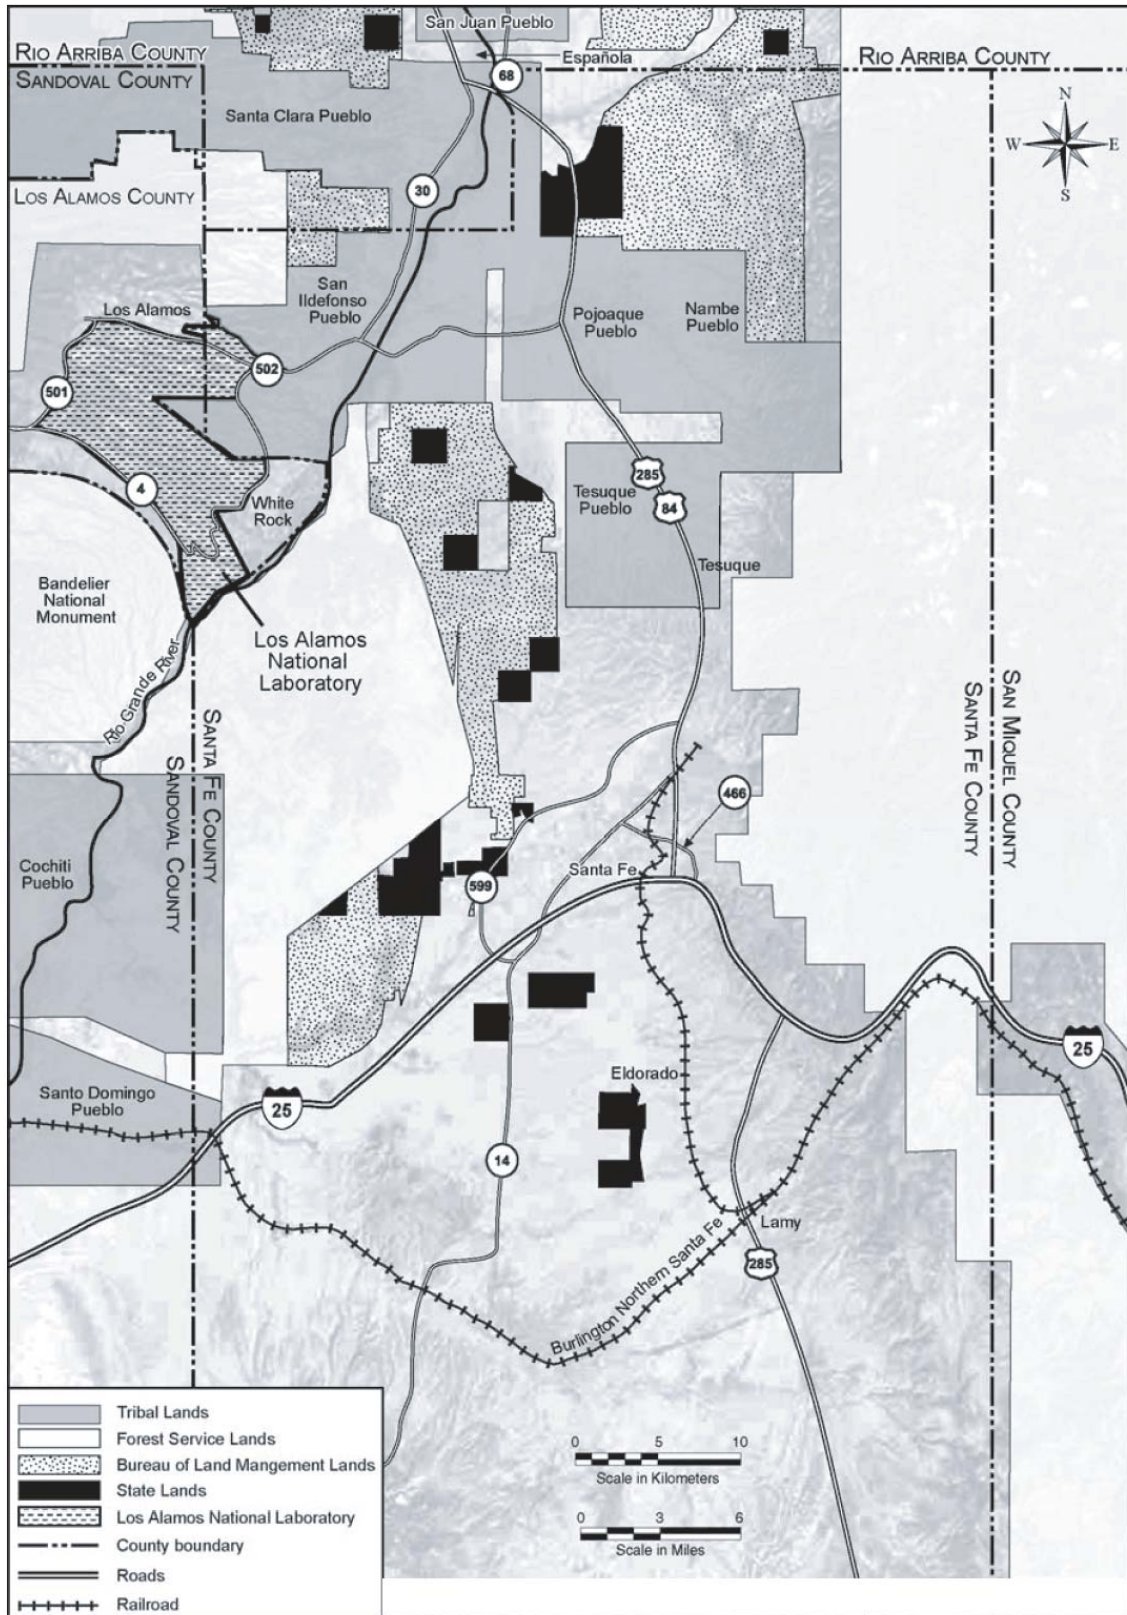 San Juan Pueblo
RIO ARRIBA COUNTY
SANDOVAL COUNTY
Española
RIO ARRIBA COUNTY
68
Santa Clara Pueblo
N
W
E
S
30
LOS ALAMOS COUNTY
San
Ildefonso
Pueblo
Los Alamos
Pojoaque
Pueblo
Nambe
Pueblo
502
501
4
White
Rock
285
84
Tesuque
Pueblo
Tesuque
Bandelier
National
Monument
Los Alamos
National
Laboratory
Rio Grande River
SANTA FE COUNTY
SANDOVAL COUNTY
SAN MIQUEL COUNTY
SANTA FE COUNTY
466
Cochiti
Pueblo
Santa Fe
599
25
Eldorado
Santo Domingo
Pueblo
25
14
Lamy
Burlington Northern Santa Fe
285
Tribal Lands
Forest Service Lands
Bureau of Land Mangement Lands
State Lands
Los Alamos National Laboratory
County boundary
Roads
Railroad
0 5 10
Scale in Kilometers
0 3 6
Scale in Miles